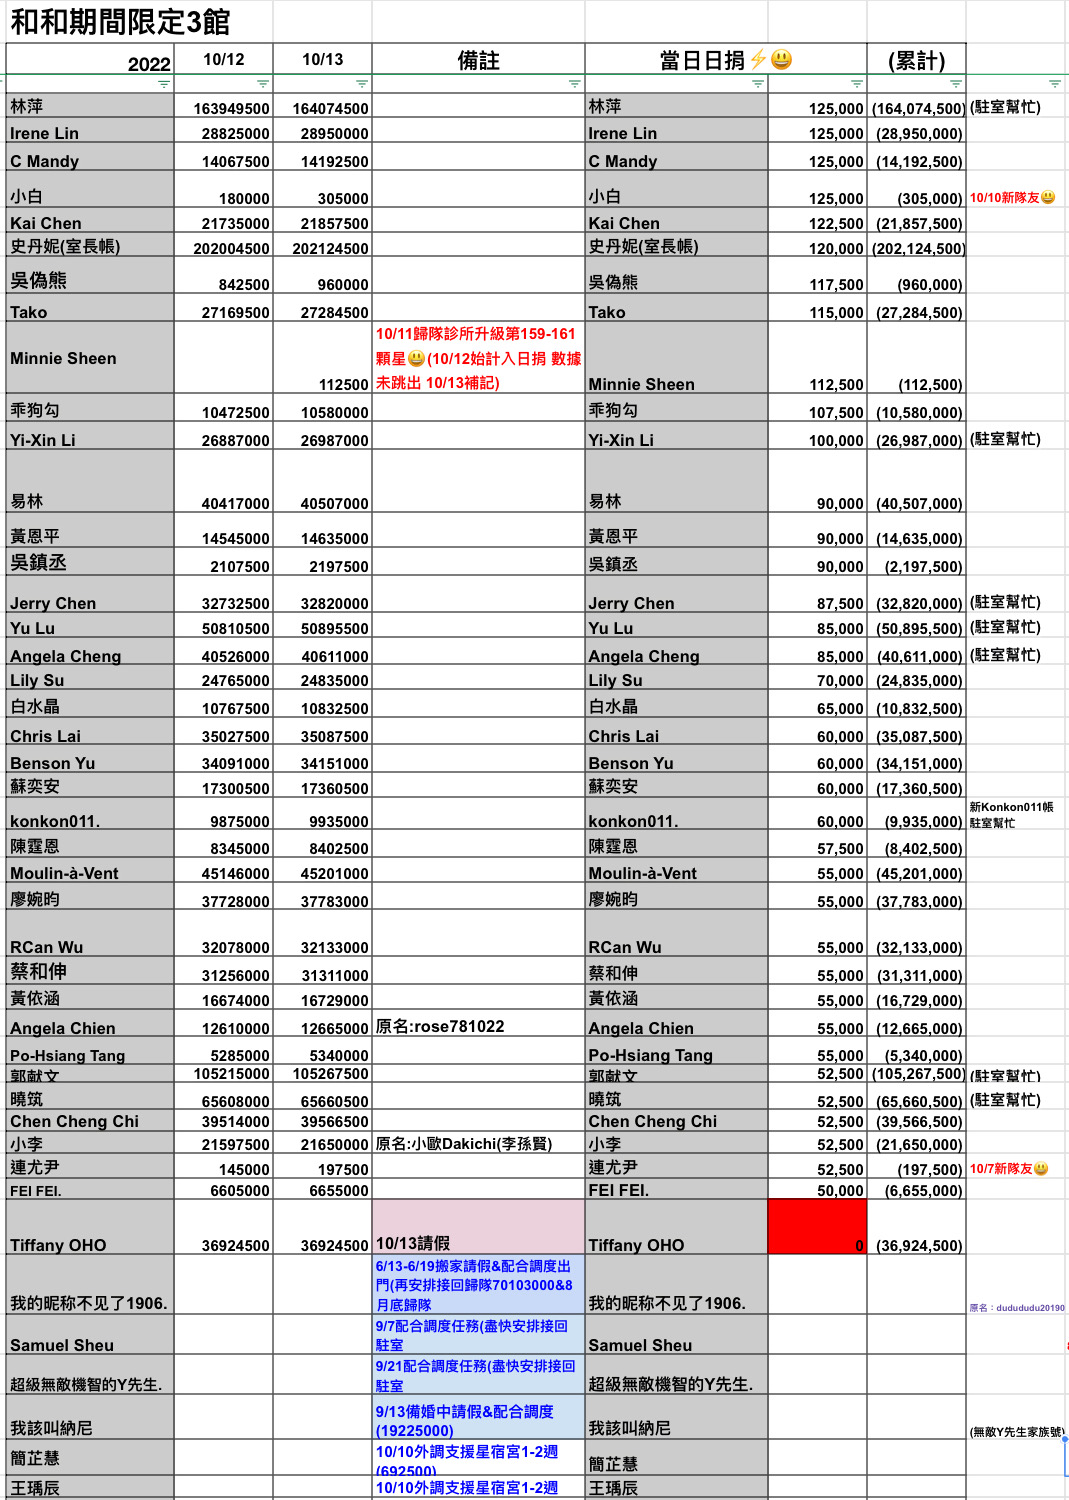 和和期間限定3館
2022 10/12 10/13 備註 當日日捐⚡😃 (累計)
林萍 163949500 164074500 林萍 125,000 (164,074,500) (駐室幫忙)
Irene Lin 28825000 28950000 Irene Lin 125,000 (28,950,000)
C Mandy 14067500 14192500 C Mandy 125,000 (14,192,500)
小白 180000 305000 小白 125,000 (305,000) 10/10新隊友😃
Kai Chen 21735000 21857500 Kai Chen 122,500 (21,857,500)
史丹妮(室長帳) 202004500 202124500 史丹妮(室長帳) 120,000 (202,124,500)
吳偽熊 842500 960000 吳偽熊 117,500 (960,000)
Tako 27169500 27284500 Tako 115,000 (27,284,500)
10/11歸隊診所升級第159-161
顆星😃(10/12始計入日捐 數據
未跳出 10/13補記)
Minnie Sheen 112500 Minnie Sheen 112,500 (112,500)
乖狗勾 10472500 10580000 乖狗勾 107,500 (10,580,000)
Yi-Xin Li 26887000 26987000 Yi-Xin Li 100,000 (26,987,000) (駐室幫忙)
易林 40417000 40507000 易林 90,000 (40,507,000)
黃恩平 14545000 14635000 黃恩平 90,000 (14,635,000)
吳鎮丞 2107500 2197500 吳鎮丞 90,000 (2,197,500)
Jerry Chen 32732500 32820000 Jerry Chen 87,500 (32,820,000) (駐室幫忙)
Yu Lu 50810500 50895500 Yu Lu 85,000 (50,895,500) (駐室幫忙)
Angela Cheng 40526000 40611000 Angela Cheng 85,000 (40,611,000) (駐室幫忙)
Lily Su 24765000 24835000 Lily Su 70,000 (24,835,000)
白水晶 10767500 10832500 白水晶 65,000 (10,832,500)
Chris Lai 35027500 35087500 Chris Lai 60,000 (35,087,500)
Benson Yu 34091000 34151000 Benson Yu 60,000 (34,151,000)
蘇奕安 17300500 17360500 蘇奕安 60,000 (17,360,500)
新Konkon011帳
駐室幫忙
konkon011. 9875000 9935000 konkon011. 60,000 (9,935,000)
陳霆恩 8345000 8402500 陳霆恩 57,500 (8,402,500)
Moulin-à-Vent 45146000 45201000 Moulin-à-Vent 55,000 (45,201,000)
廖婉昀 37728000 37783000 廖婉昀 55,000 (37,783,000)
RCan Wu 32078000 32133000 RCan Wu 55,000 (32,133,000)
蔡和伸 31256000 31311000 蔡和伸 55,000 (31,311,000)
黃依涵 16674000 16729000 黃依涵 55,000 (16,729,000)
Angela Chien 12610000 12665000 原名:rose781022 Angela Chien 55,000 (12,665,000)
Po-Hsiang Tang 5285000 5340000 Po-Hsiang Tang 55,000 (5,340,000)
郭献文 105215000 105267500 郭献文 52,500 (105,267,500) (駐室幫忙)
曉筑 65608000 65660500 曉筑 52,500 (65,660,500) (駐室幫忙)
Chen Cheng Chi 39514000 39566500 Chen Cheng Chi 52,500 (39,566,500)
小李 21597500 21650000 原名:小歐Dakichi(李孫賢) 小李 52,500 (21,650,000)
連尤尹 145000 197500 連尤尹 52,500 (197,500) 10/7新隊友😃
FEI FEI. 6605000 6655000 FEI FEI. 50,000 (6,655,000)
Tiffany OHO 36924500 36924500 10/13請假 Tiffany OHO 0 (36,924,500)
6/13-6/19搬家請假&配合調度出
門(再安排接回歸隊70103000&8
月底歸隊
我的昵称不见了1906. 我的昵称不见了1906. 原名：dudududu20190
9/7配合調度任務(盡快安排接回
駐室
Samuel Sheu Samuel Sheu
9/21配合調度任務(盡快安排接回
駐室
超級無敵機智的Y先生. 超級無敵機智的Y先生.
9/13備婚中請假&配合調度
(19225000)
我該叫納尼 我該叫納尼 (無敵Y先生家族號)
10/10外調支援星宿宮1-2週
(692500)
簡芷慧 簡芷慧
王瑀辰 10/10外調支援星宿宮1-2週 王瑀辰